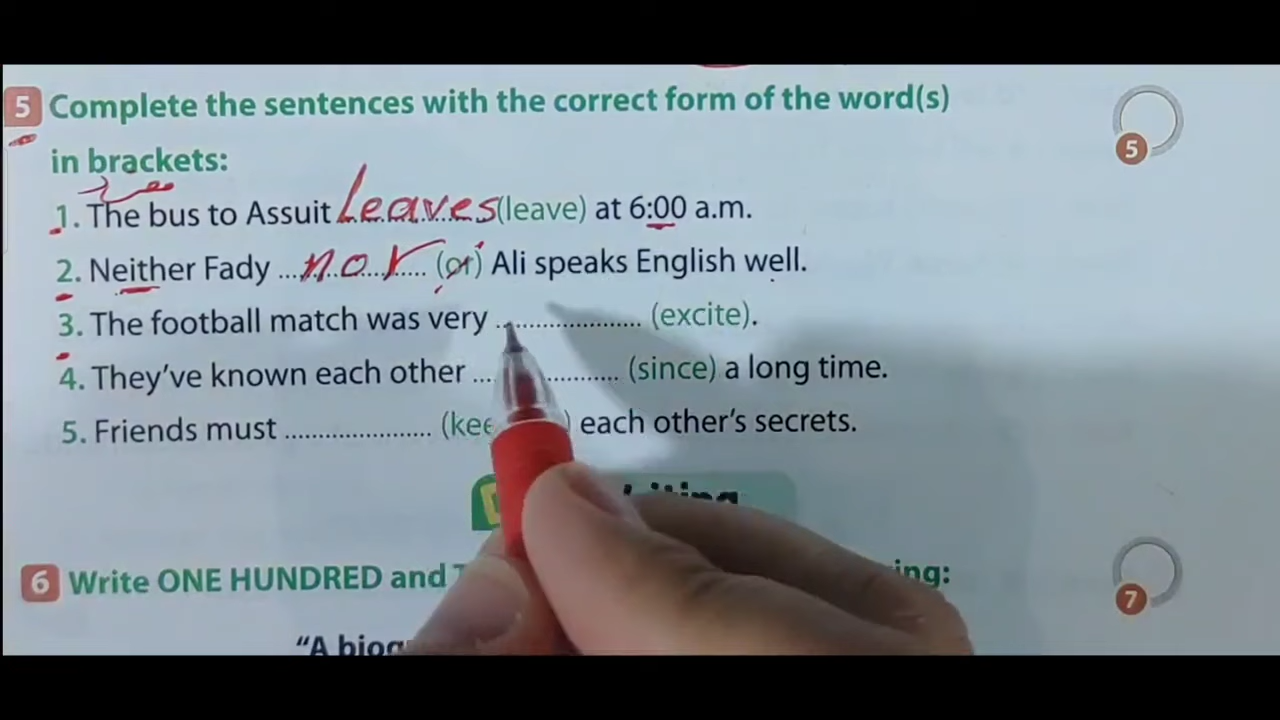 5 Complete the sentences with the correct form of the word(s)
in brackets:
5
1. The bus to Assuit Leaves (leave) at 6:00 a.m.
2. Neither Fady nor (or) Ali speaks English well.
3. The football match was very .................... (excite).
4. They've known each other .................... (since) a long time.
5. Friends must .................... each other's secrets.
6 Write ONE HUNDRED and
7
"A